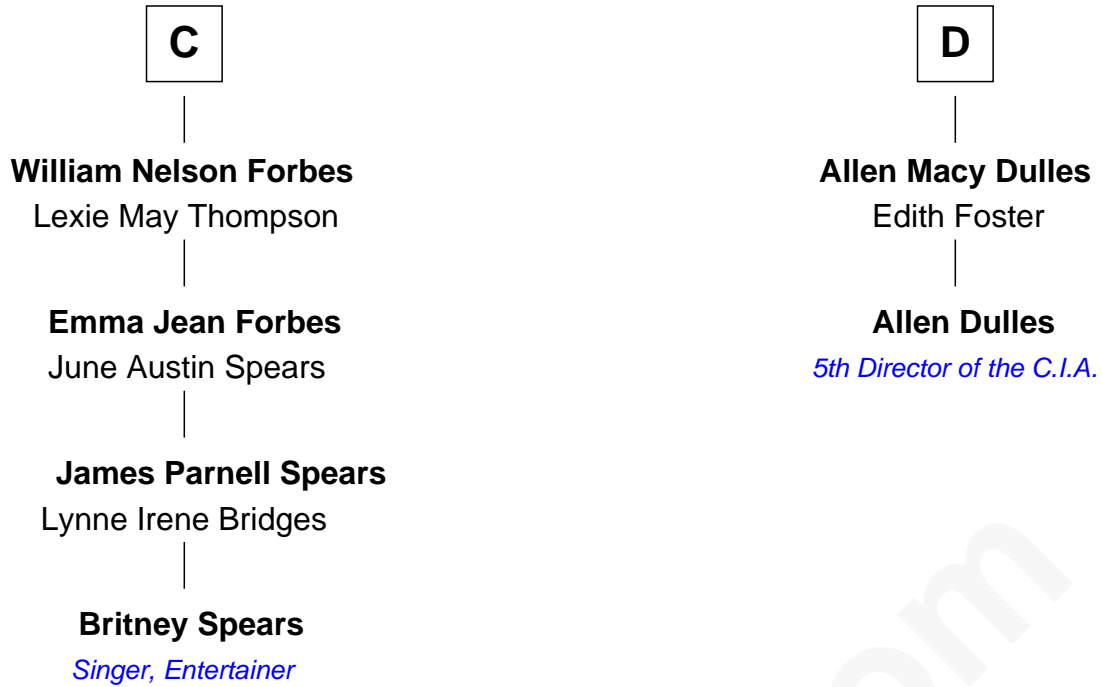 C
William Nelson Forbes
Lexie May Thompson
Emma Jean Forbes
June Austin Spears
James Parnell Spears
Lynne Irene Bridges
Britney Spears
Singer, Entertainer
D
Allen Macy Dulles
Edith Foster
Allen Dulles
5th Director of the C.I.A.
om